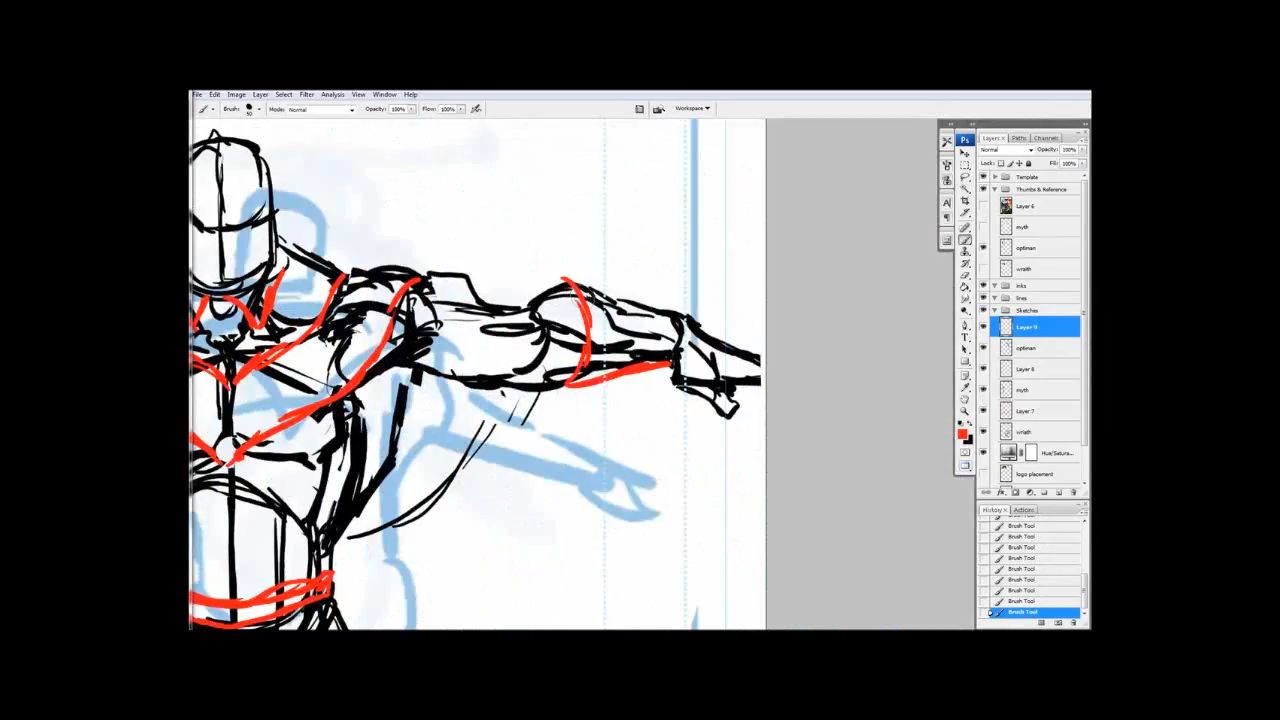 File Edit Image Layer Select Filter Analysis View Window Help
Brush: 50 Mode: Normal Opacity: 100% Flow: 100% Workspace
Ps
Layers Paths Channels
Normal Opacity: 100%
Lock: Fill: 100%
Template
Thumbs & Reference
Layer 6
myth
optiman
wraith
inks
lines
Sketches
Layer 9
optiman
Layer 8
myth
Layer 7
wriath
Hue/Satura...
logo placement
History Actions
Brush Tool
Brush Tool
Brush Tool
Brush Tool
Brush Tool
Brush Tool
Brush Tool
Brush Tool
Brush Tool